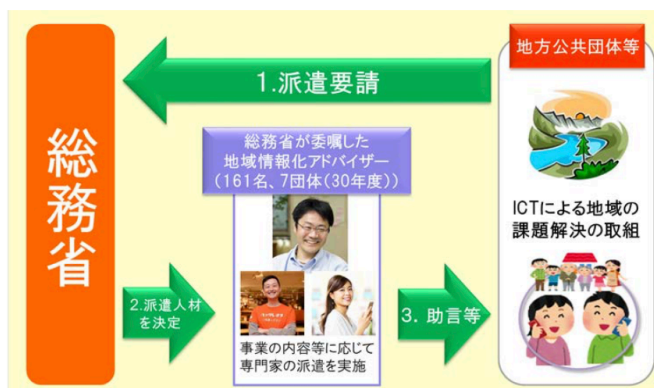 総務省
1.派遣要請
地方公共団体等
総務省が委嘱した
地域情報化アドバイザー
(161名、7団体(30年度))
ICTによる地域の
課題解決の取組
2.派遣人材
を決定
3. 助言等
事業の内容等に応じて
専門家の派遣を実施